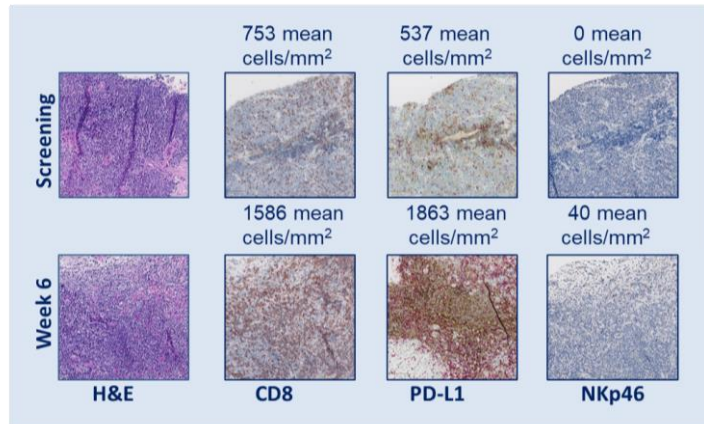 753 mean
cells/mm²
537 mean
cells/mm²
0 mean
cells/mm²
Screening
1586 mean
cells/mm²
1863 mean
cells/mm²
40 mean
cells/mm²
Week 6
H&E
CD8
PD-L1
NKp46